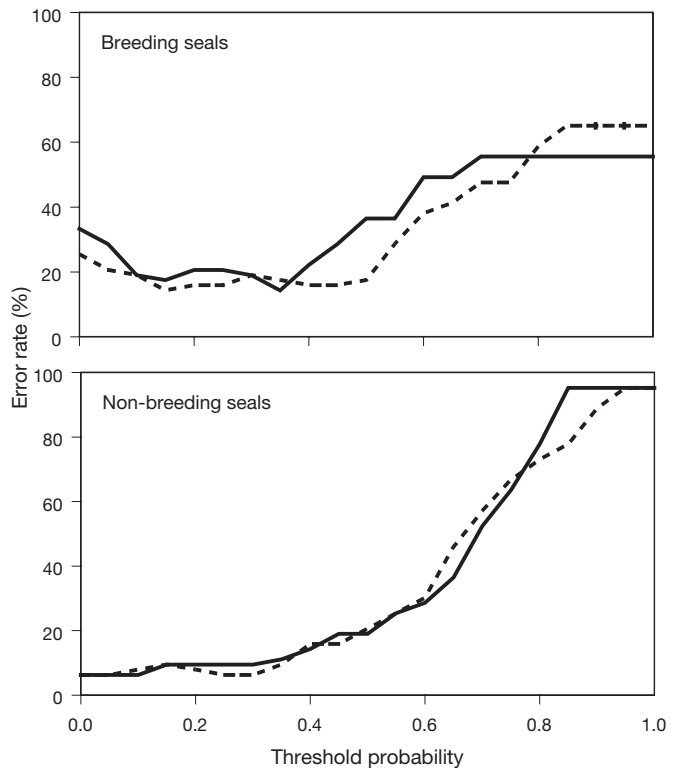 100
Breeding seals
80
60
40
20
0
Error rate (%)
100
Non-breeding seals
80
60
40
20
0
0.0 0.2 0.4 0.6 0.8 1.0
Threshold probability